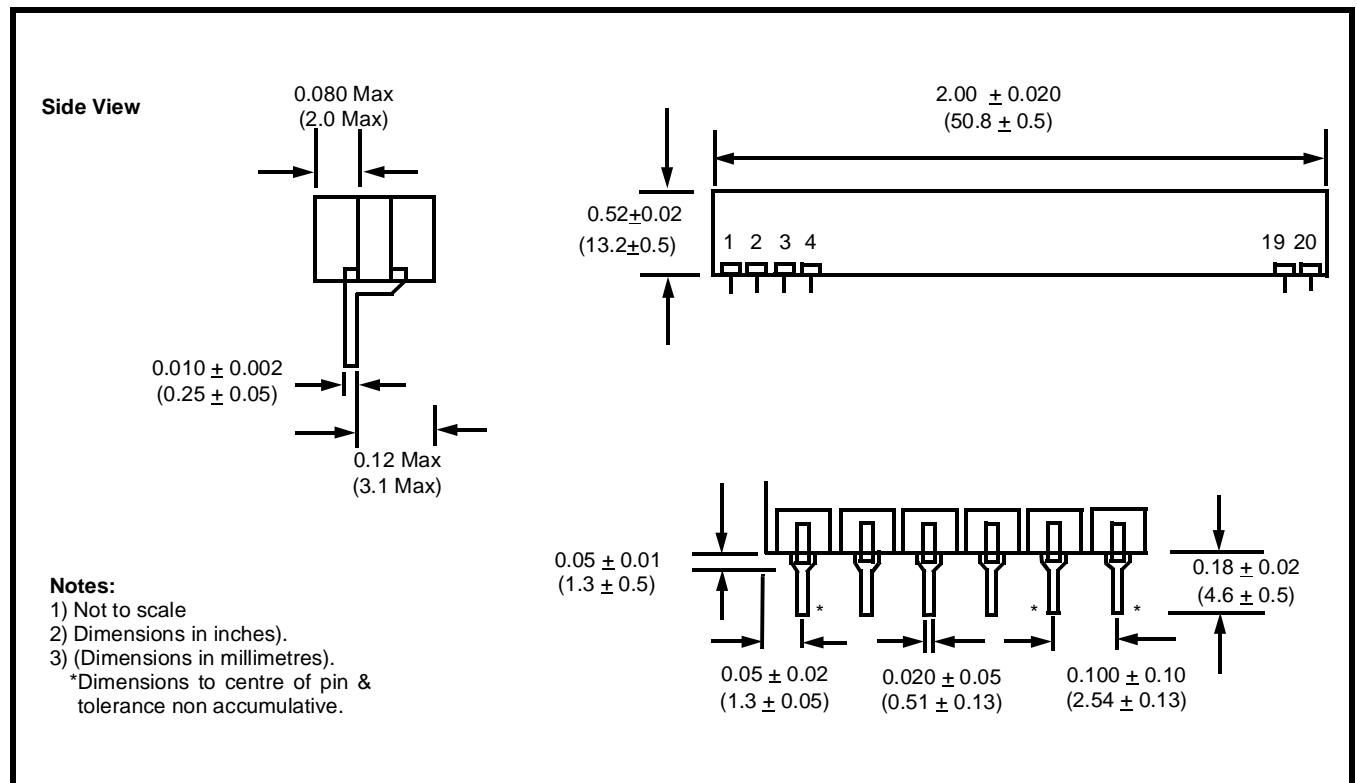 Side View
0.080 Max
(2.0 Max)
2.00 ± 0.020
(50.8 ± 0.5)
0.52±0.02
(13.2±0.5)
1 2 3 4
19 20
0.010 ± 0.002
(0.25 ± 0.05)
0.12 Max
(3.1 Max)
0.05 ± 0.01
(1.3 ± 0.5)
0.18 ± 0.02
(4.6 ± 0.5)
* * *
0.05 ± 0.02
(1.3 ± 0.05)
0.020 ± 0.05
(0.51 ± 0.13)
0.100 ± 0.10
(2.54 ± 0.13)
Notes:
1) Not to scale
2) Dimensions in inches).
3) (Dimensions in millimetres).
*Dimensions to centre of pin &
tolerance non accumulative.